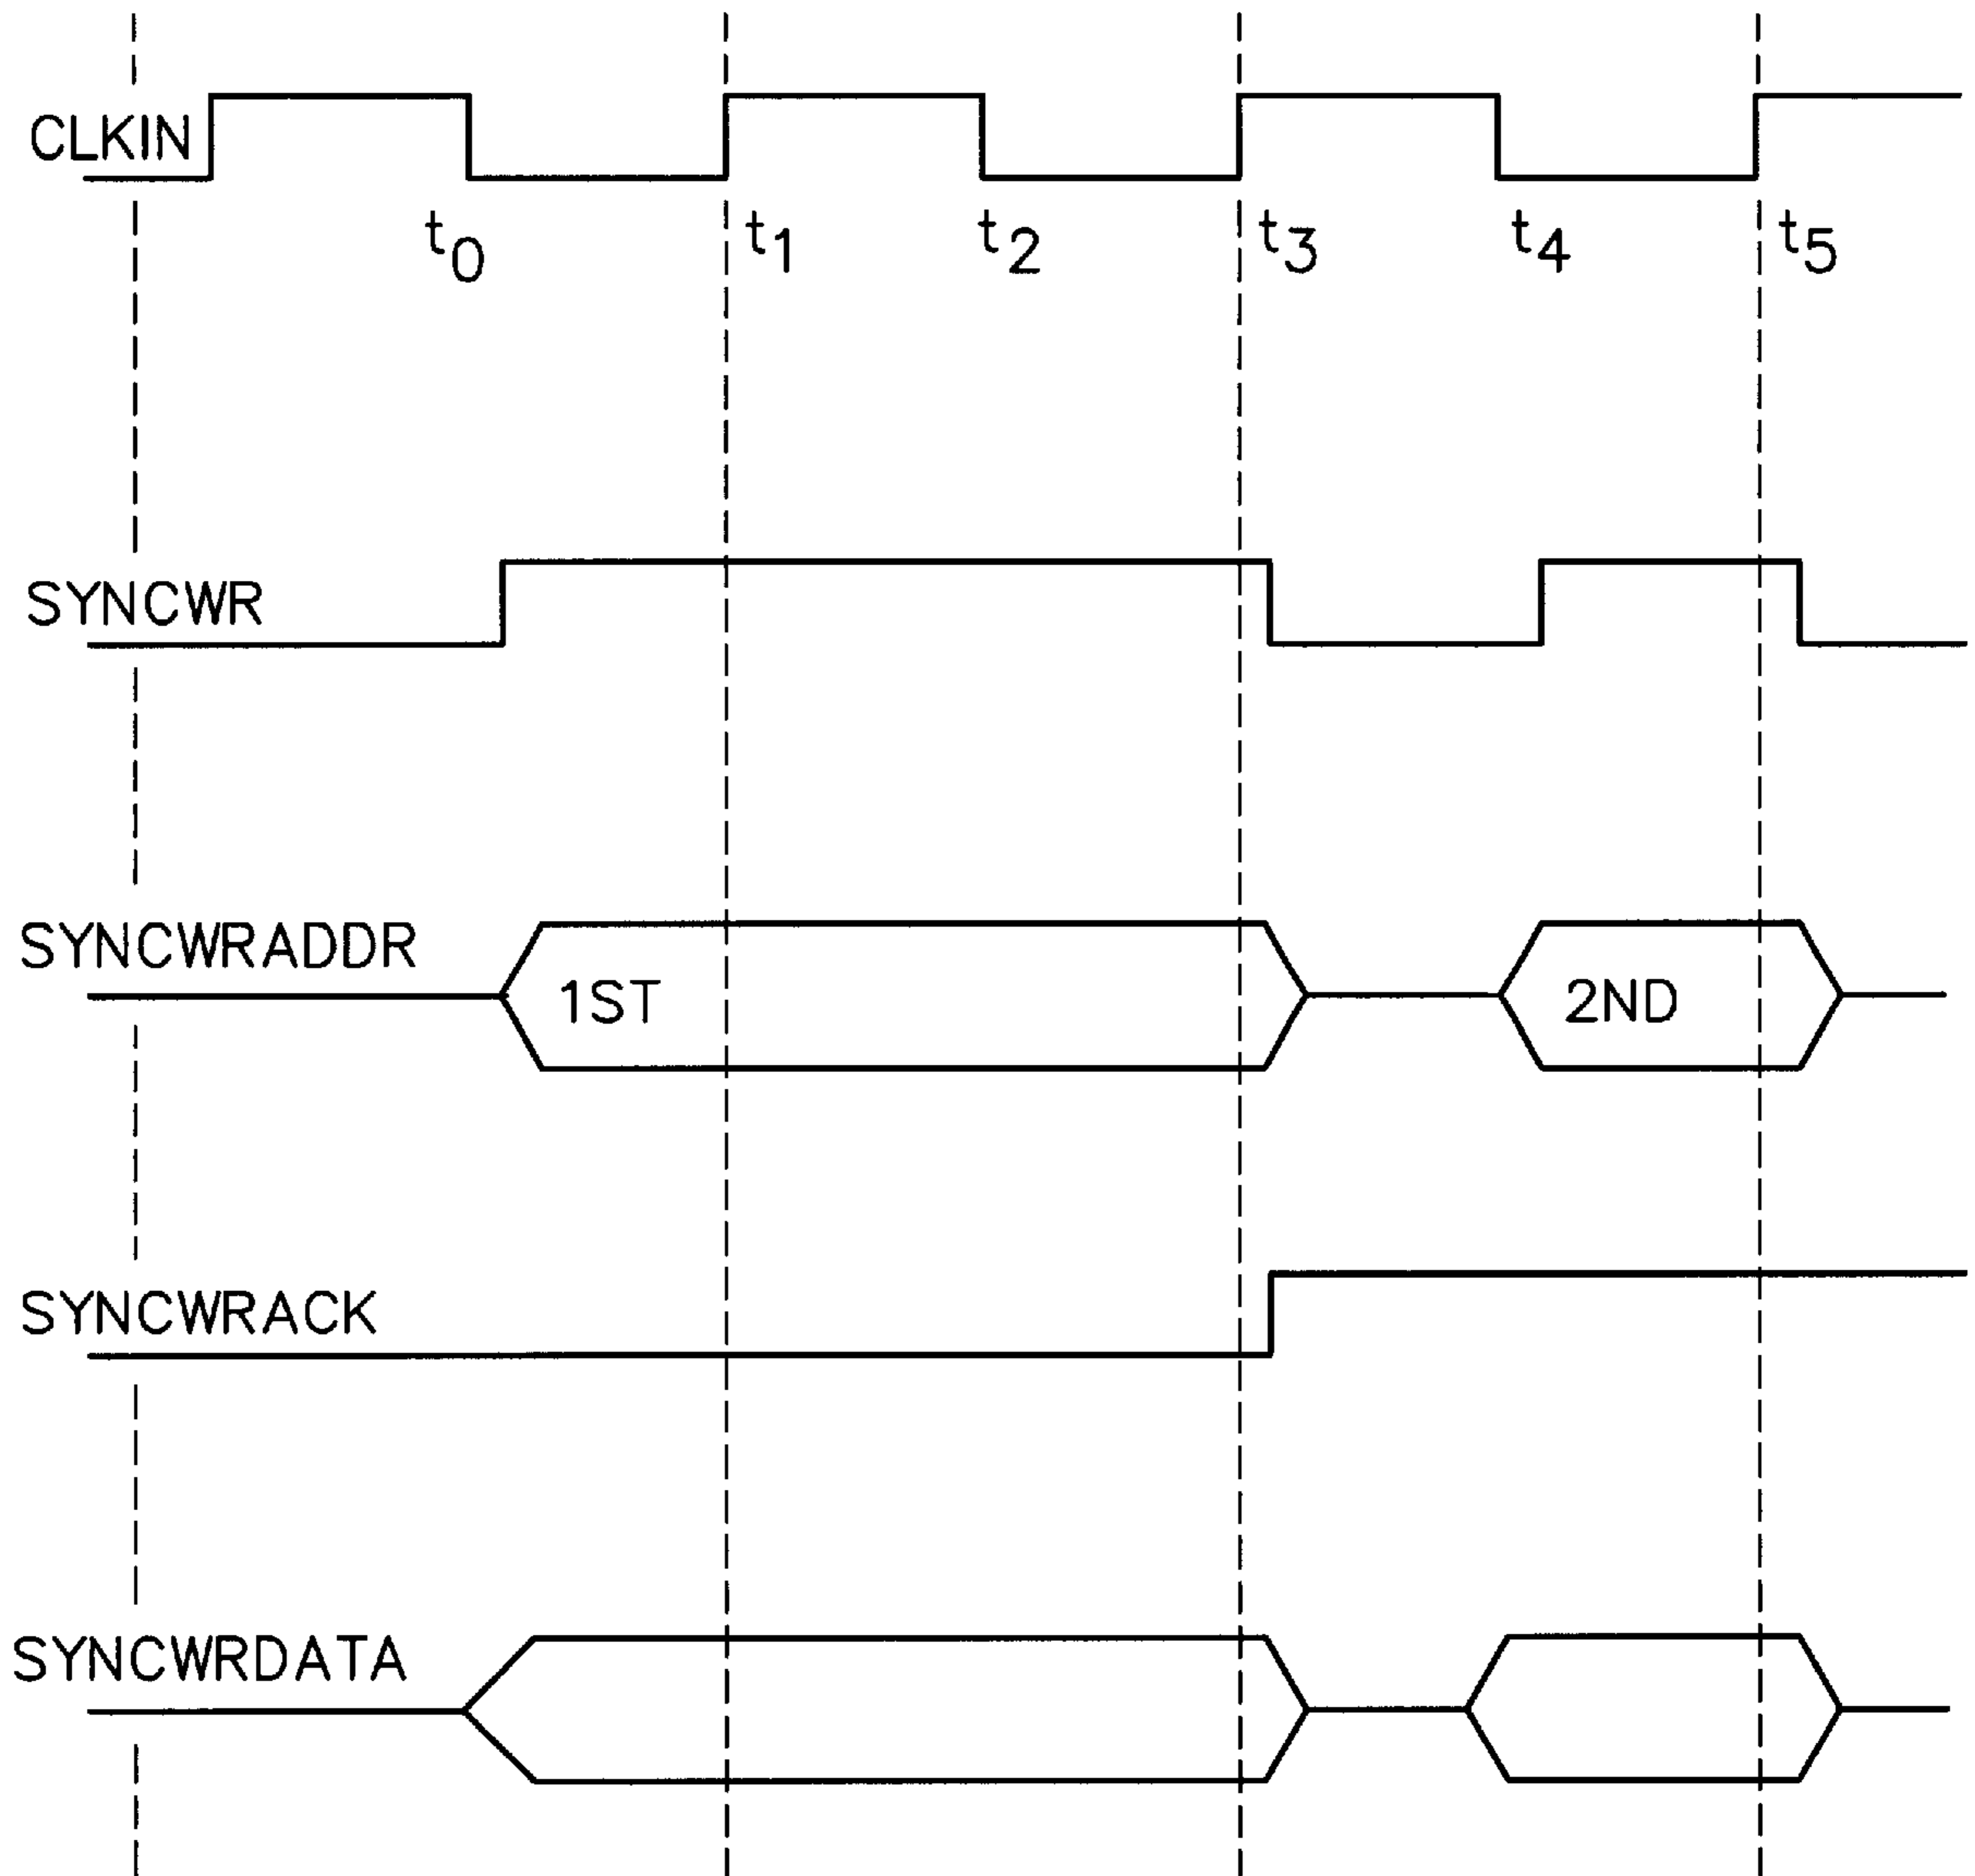 CLKIN
t0 t1 t2 t3 t4 t5
SYNCWR
SYNCWRADDR
1ST 2ND
SYNCWRACK
SYNCWRDATA